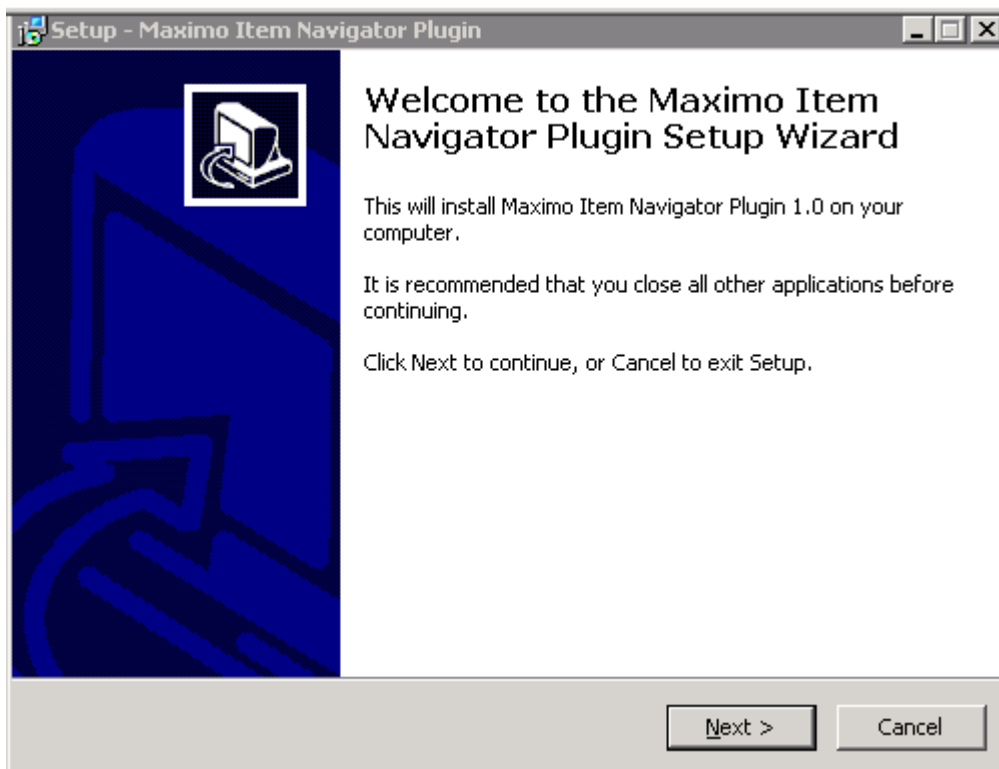 Setup - Maximo Item Navigator Plugin
Welcome to the Maximo Item
Navigator Plugin Setup Wizard
This will install Maximo Item Navigator Plugin 1.0 on your
computer.
It is recommended that you close all other applications before
continuing.
Click Next to continue, or Cancel to exit Setup.
Next >
Cancel